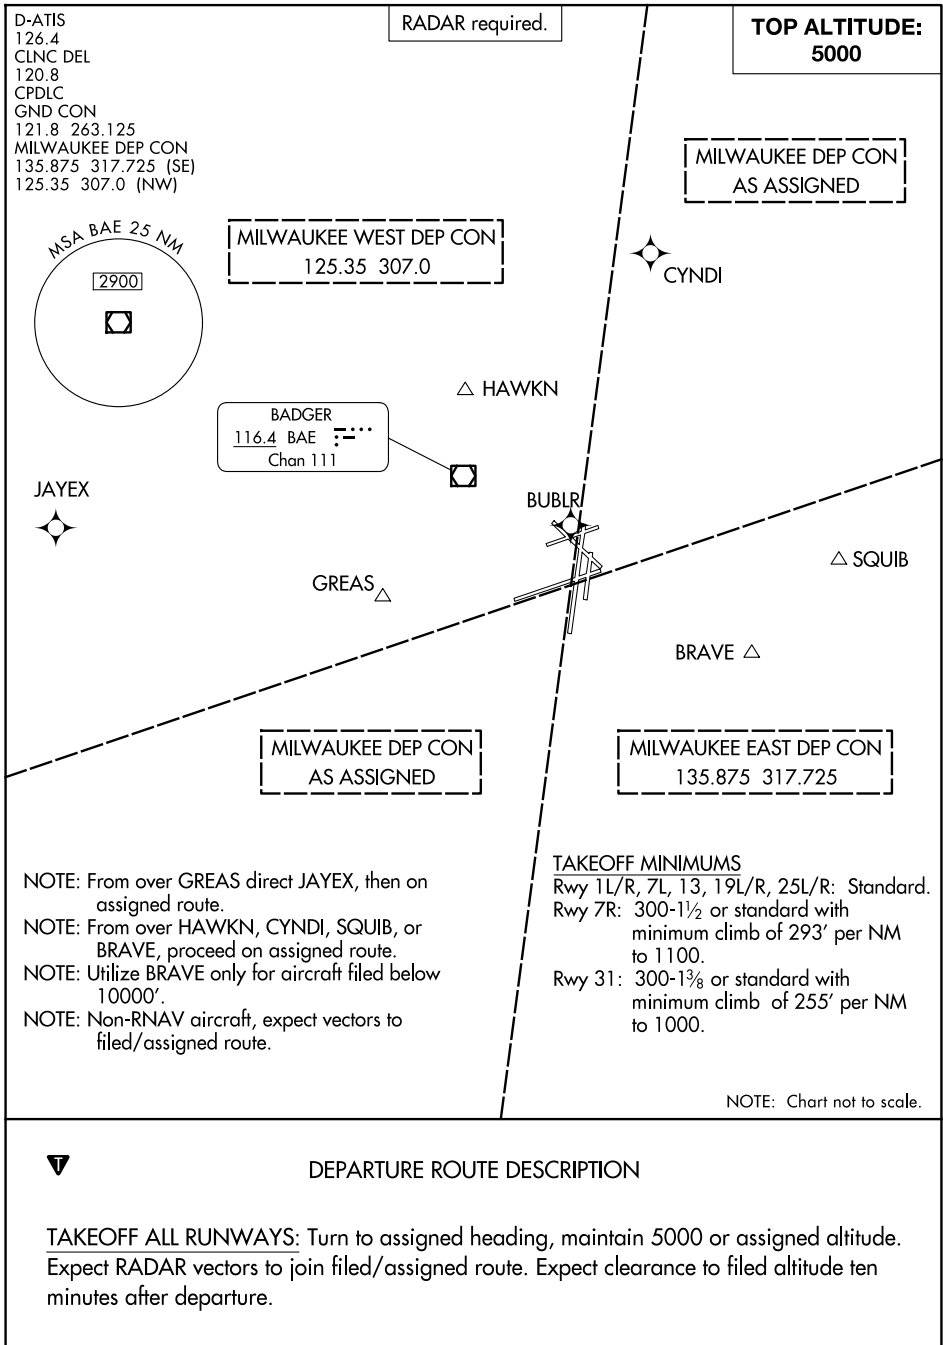 D-ATIS
126.4
CLNC DEL
120.8
CPDLC
GND CON
121.8 263.125
MILWAUKEE DEP CON
135.875 317.725 (SE)
125.35 307.0 (NW)
RADAR required.
TOP ALTITUDE:
5000
MILWAUKEE DEP CON
AS ASSIGNED
MSA BAE 25 NM
2900
MILWAUKEE WEST DEP CON
125.35 307.0
CYNDI
HAWKN
BADGER
116.4 BAE
Chan 111
JAYEX
BUBLR
GREAS
SQUIB
BRAVE
MILWAUKEE DEP CON
AS ASSIGNED
MILWAUKEE EAST DEP CON
135.875 317.725
NOTE: From over GREAS direct JAYEX, then on
assigned route.
NOTE: From over HAWKN, CYNDI, SQUIB, or
BRAVE, proceed on assigned route.
NOTE: Utilize BRAVE only for aircraft filed below
10000'.
NOTE: Non-RNAV aircraft, expect vectors to
filed/assigned route.
TAKEOFF MINIMUMS
Rwy 1L/R, 7L, 13, 19L/R, 25L/R: Standard.
Rwy 7R: 300-1½ or standard with
minimum climb of 293' per NM
to 1100.
Rwy 31: 300-1⅜ or standard with
minimum climb of 255' per NM
to 1000.
NOTE: Chart not to scale.
T
DEPARTURE ROUTE DESCRIPTION
TAKEOFF ALL RUNWAYS: Turn to assigned heading, maintain 5000 or assigned altitude.
Expect RADAR vectors to join filed/assigned route. Expect clearance to filed altitude ten
minutes after departure.